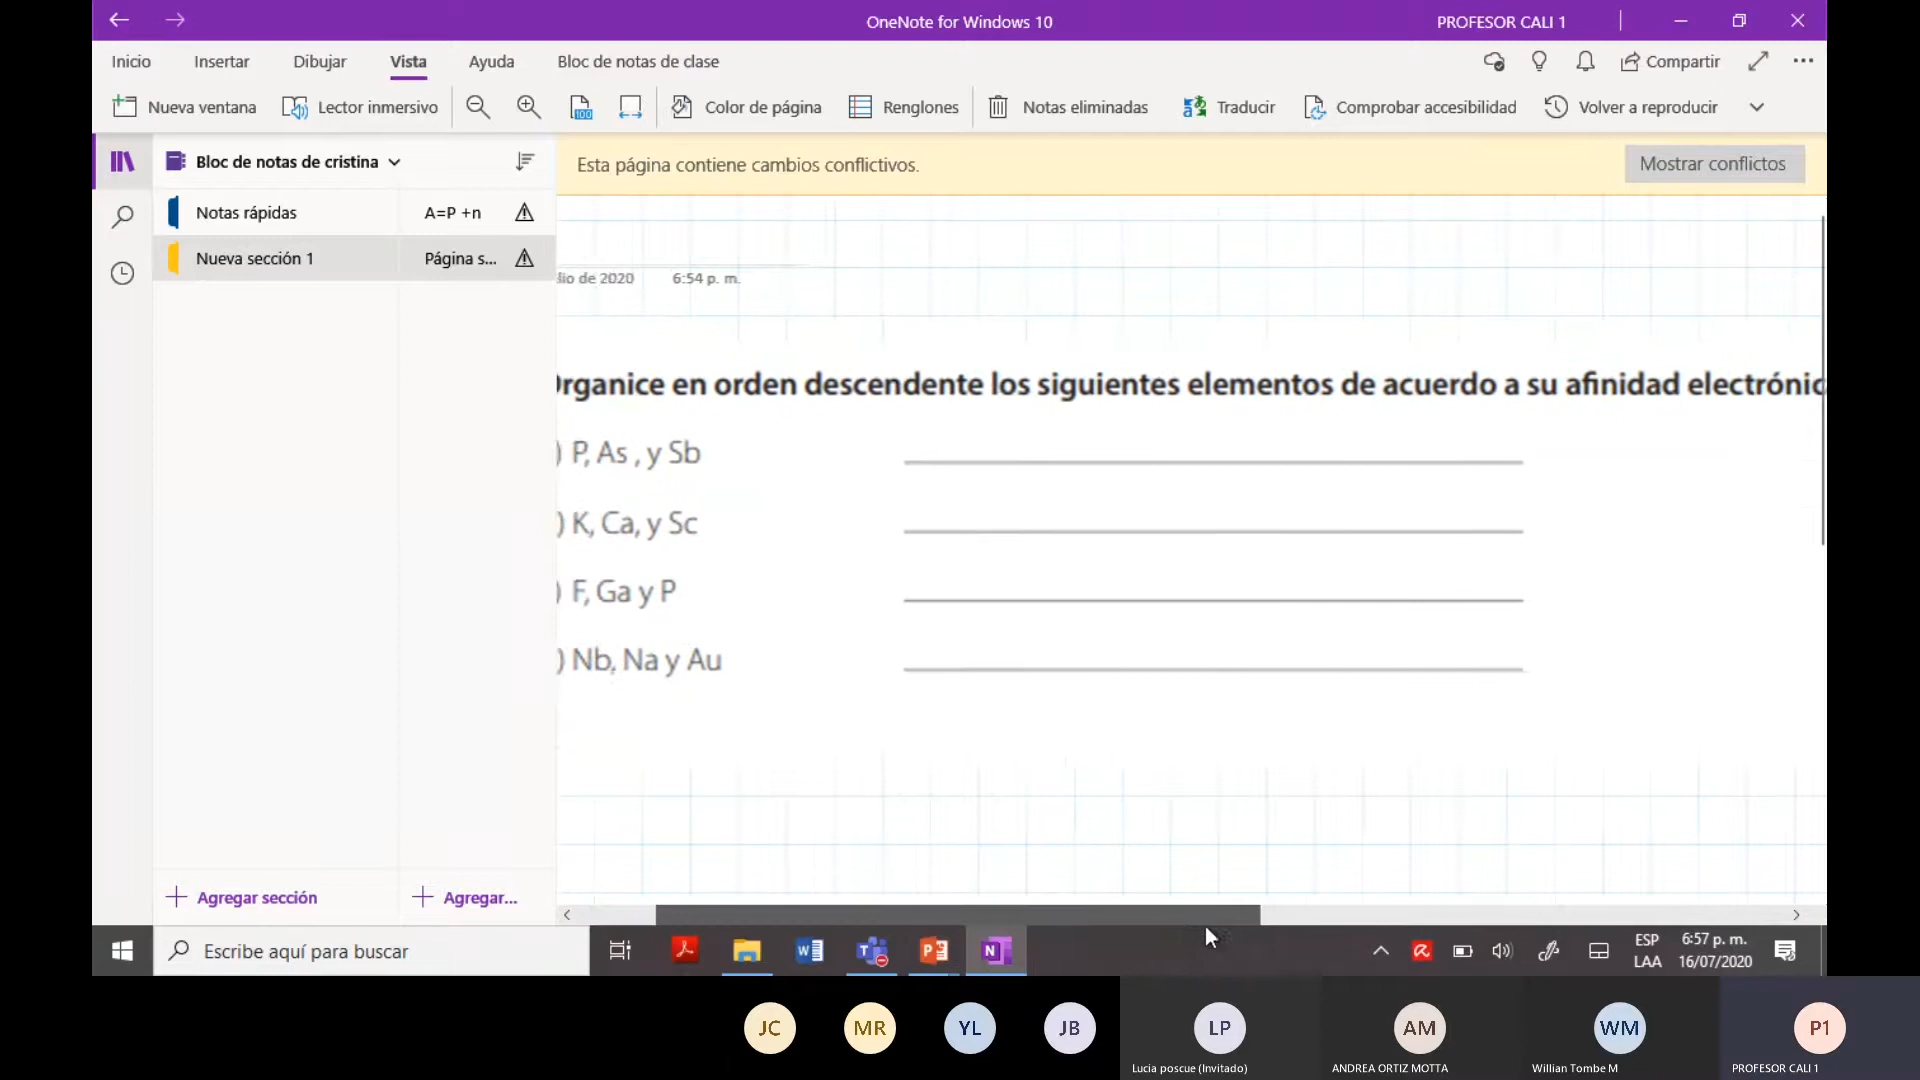 OneNote for Windows 10
PROFESOR CALI 1
Inicio
Insertar
Dibujar
Vista
Ayuda
Bloc de notas de clase
Compartir
Nueva ventana
Lector inmersivo
100
Color de página
Renglones
Notas eliminadas
Traducir
Comprobar accesibilidad
Volver a reproducir
Bloc de notas de cristina
Esta página contiene cambios conflictivos.
Mostrar conflictos
Notas rápidas
A=P +n
Nueva sección 1
Página s...
lio de 2020
6:54 p. m.
Organice en orden descendente los siguientes elementos de acuerdo a su afinidad electrónic
) P, As , y Sb
) K, Ca, y Sc
) F, Ga y P
) Nb, Na y Au
Agregar sección
Agregar...
Escribe aquí para buscar
ESP
LAA
6:57 p. m.
16/07/2020
JC
MR
YL
JB
LP
AM
WM
P1
Lucia poscue (Invitado)
ANDREA ORTIZ MOTTA
Willian Tombe M
PROFESOR CALI 1